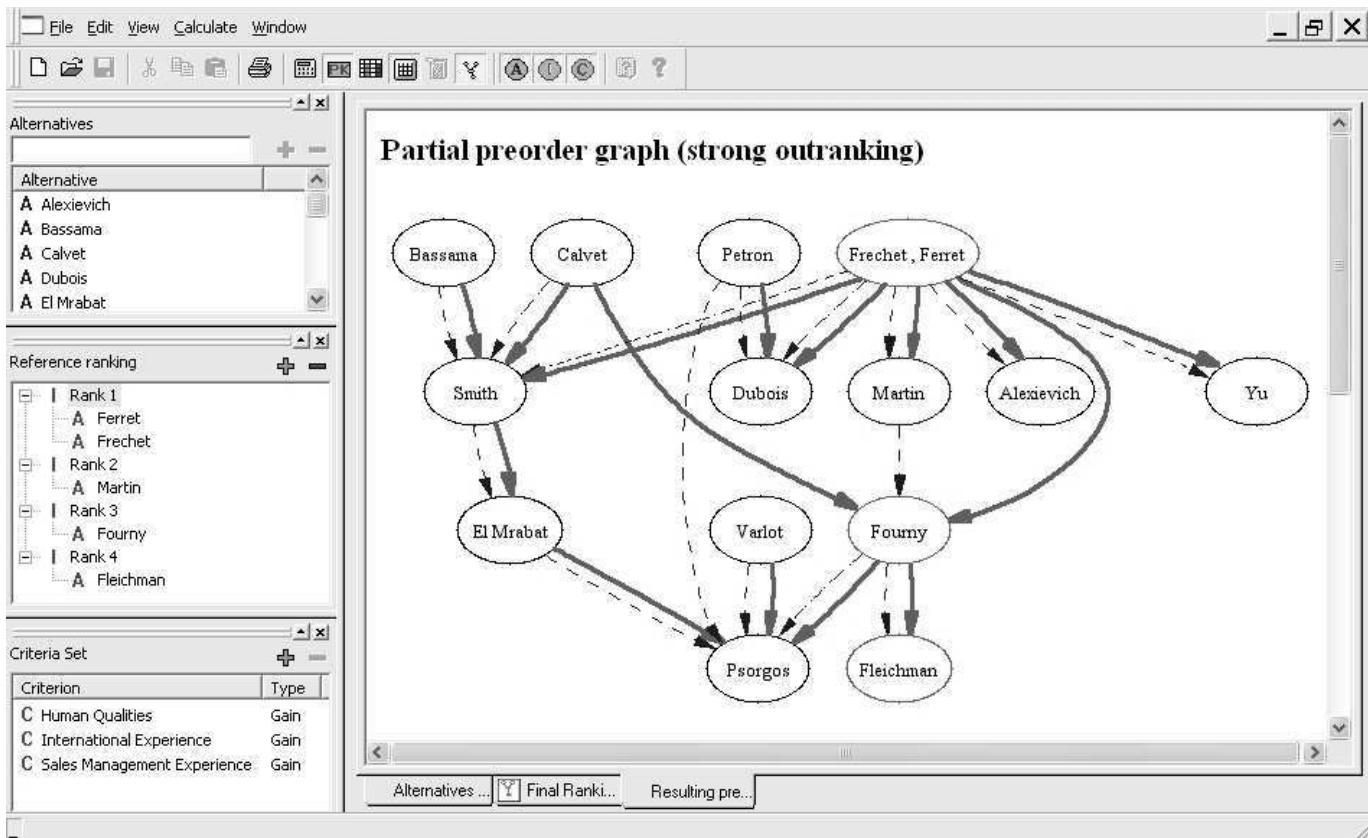 File Edit View Calculate Window
PK A I C ?
Alternatives
Alternative
A Alexievich
A Bassama
A Calvet
A Dubois
A El Mrabat
Reference ranking
I Rank 1
A Ferret
A Frechet
I Rank 2
A Martin
I Rank 3
A Fourny
I Rank 4
A Fleichman
Criteria Set
Criterion Type
C Human Qualities Gain
C International Experience Gain
C Sales Management Experience Gain
Partial preorder graph (strong outranking)
Bassama Calvet Petron Frechet , Ferret
Smith Dubois Martin Alexievich Yu
El Mrabat Varlot Fourny
Psorgos Fleichman
Alternatives ... Final Ranki... Resulting pre...